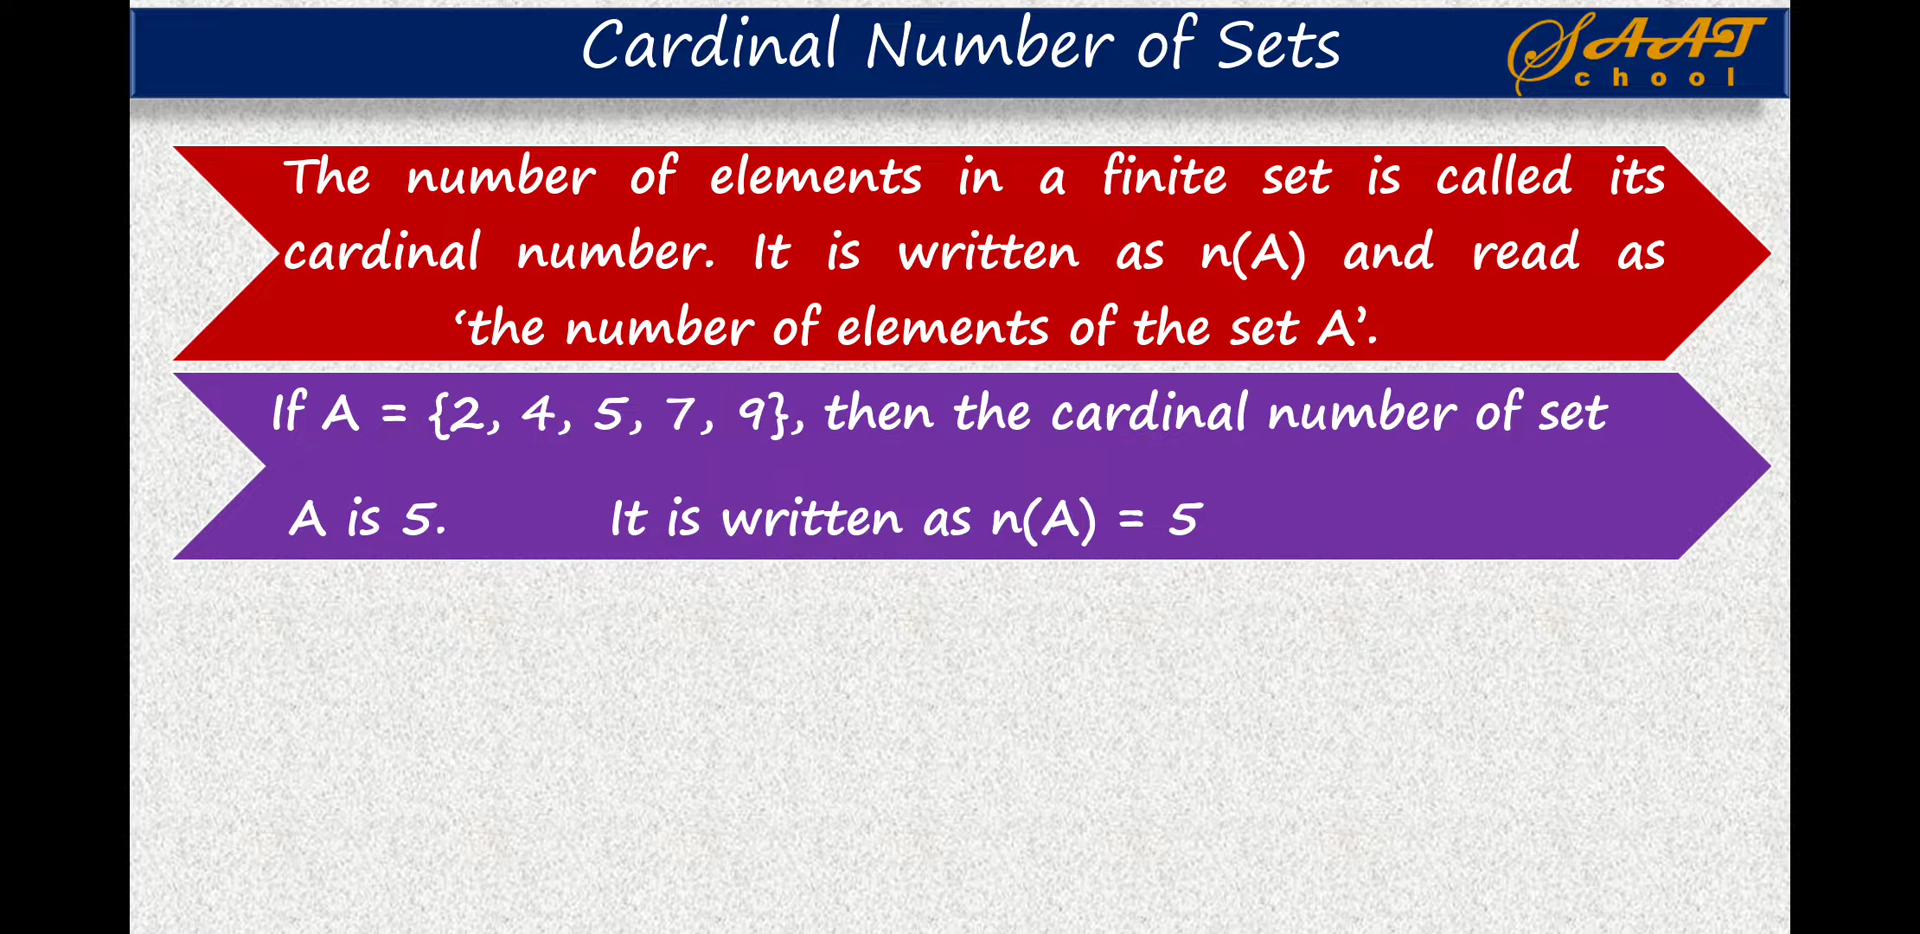 Cardinal Number of Sets
SAAT
chool
The number of elements in a finite set is called its
cardinal number. It is written as n(A) and read as
‘the number of elements of the set A’.
If A = {2, 4, 5, 7, 9}, then the cardinal number of set
A is 5. It is written as n(A) = 5